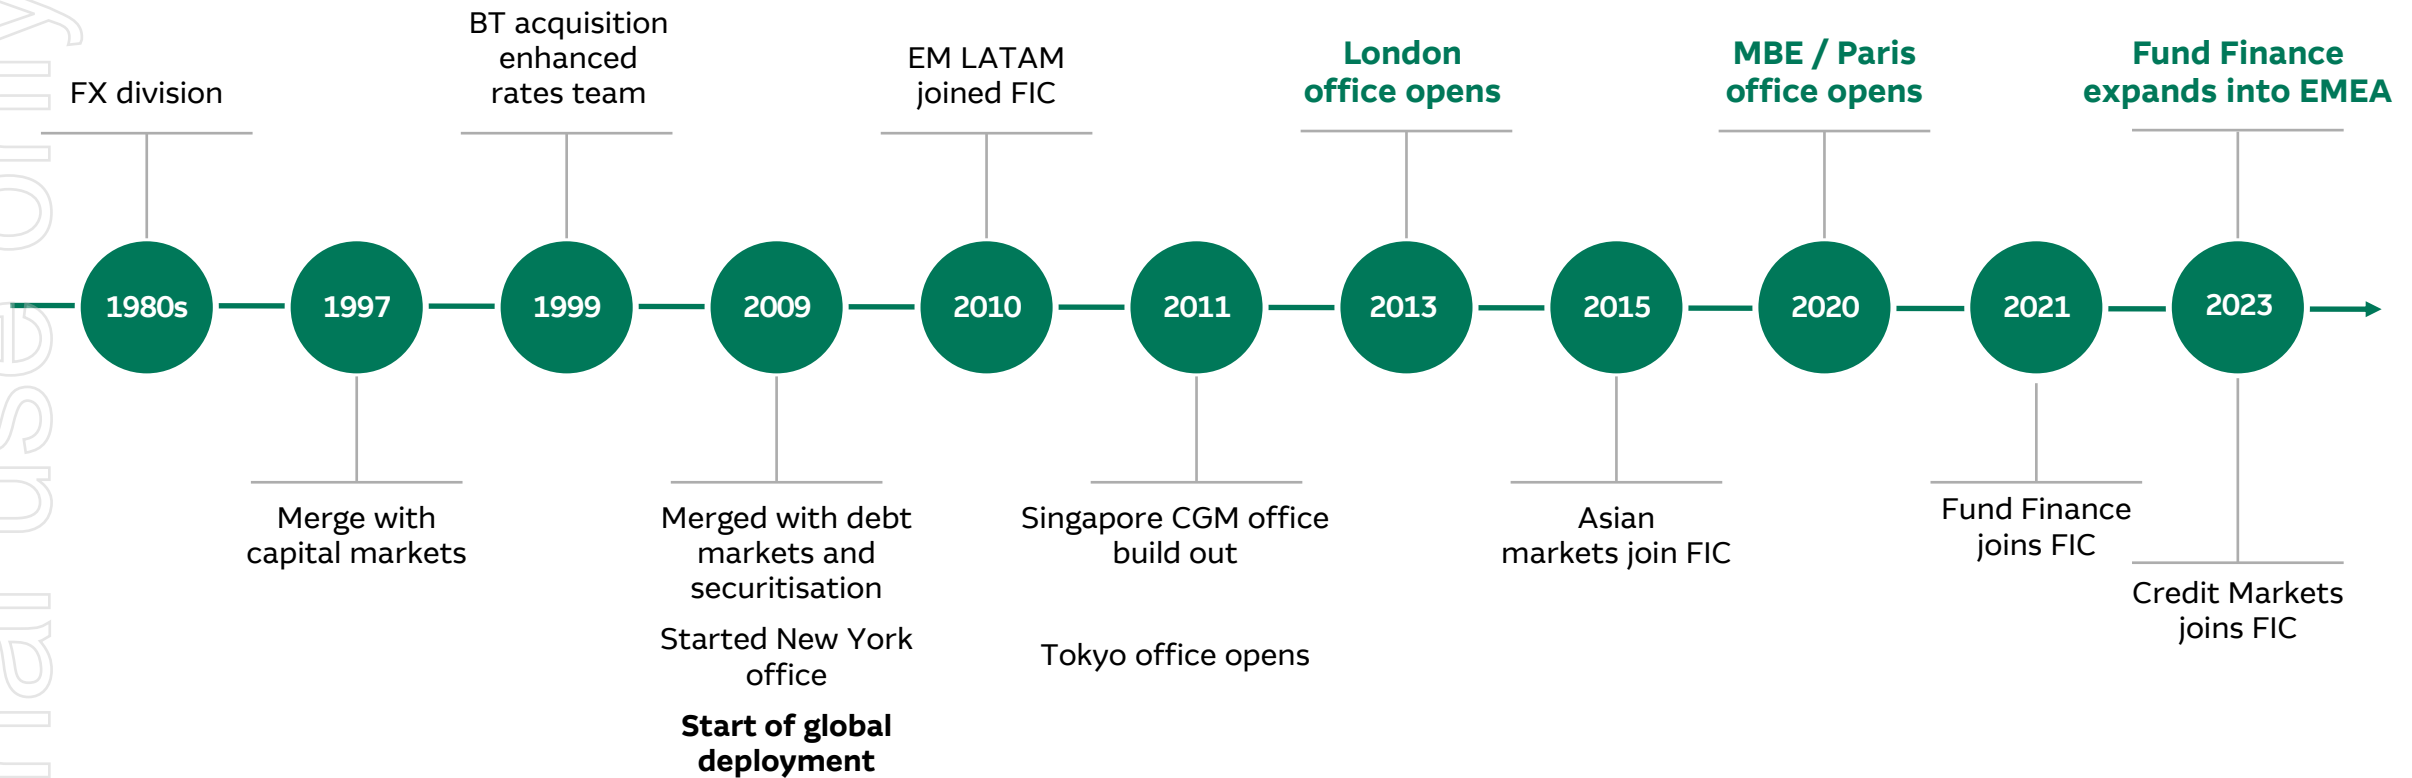 BT acquisition
enhanced
rates team
FX division
EM LATAM
joined FIC
London
office opens
MBE / Paris
office opens
Fund Finance
expands into EMEA
1980s
1997
1999
2009
2010
2011
2013
2015
2020
2021
2023
Merge with
capital markets
Merged with debt
markets and
securitisation
Started New York
office
Start of global
deployment
Singapore CGM office
build out
Tokyo office opens
Asian
markets join FIC
Fund Finance
joins FIC
Credit Markets
joins FIC
use only